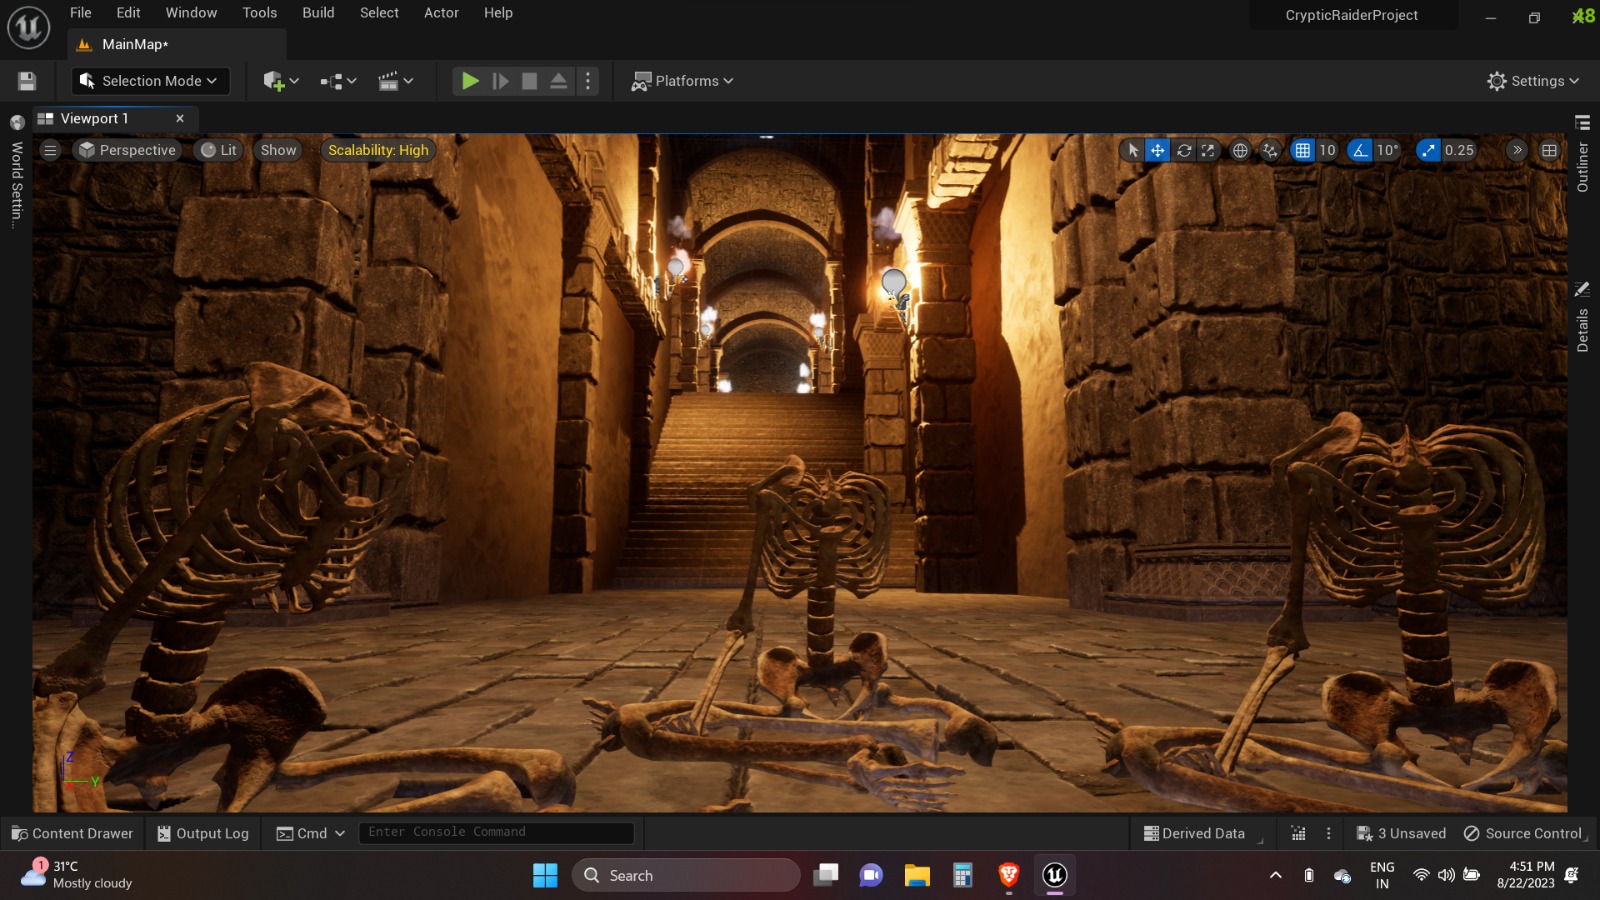 File Edit Window Tools Build Select Actor Help
CrypticRaiderProject
48
MainMap*
Selection Mode
Platforms
Settings
Viewport 1
Perspective
Lit
Show
Scalability: High
10
10°
0.25
World Settin...
Outliner
Details
Z
Y
Content Drawer
Output Log
Cmd
Enter Console Command
Derived Data
3 Unsaved
Source Control
1
31°C
Mostly cloudy
Search
ENG
IN
4:51 PM
8/22/2023